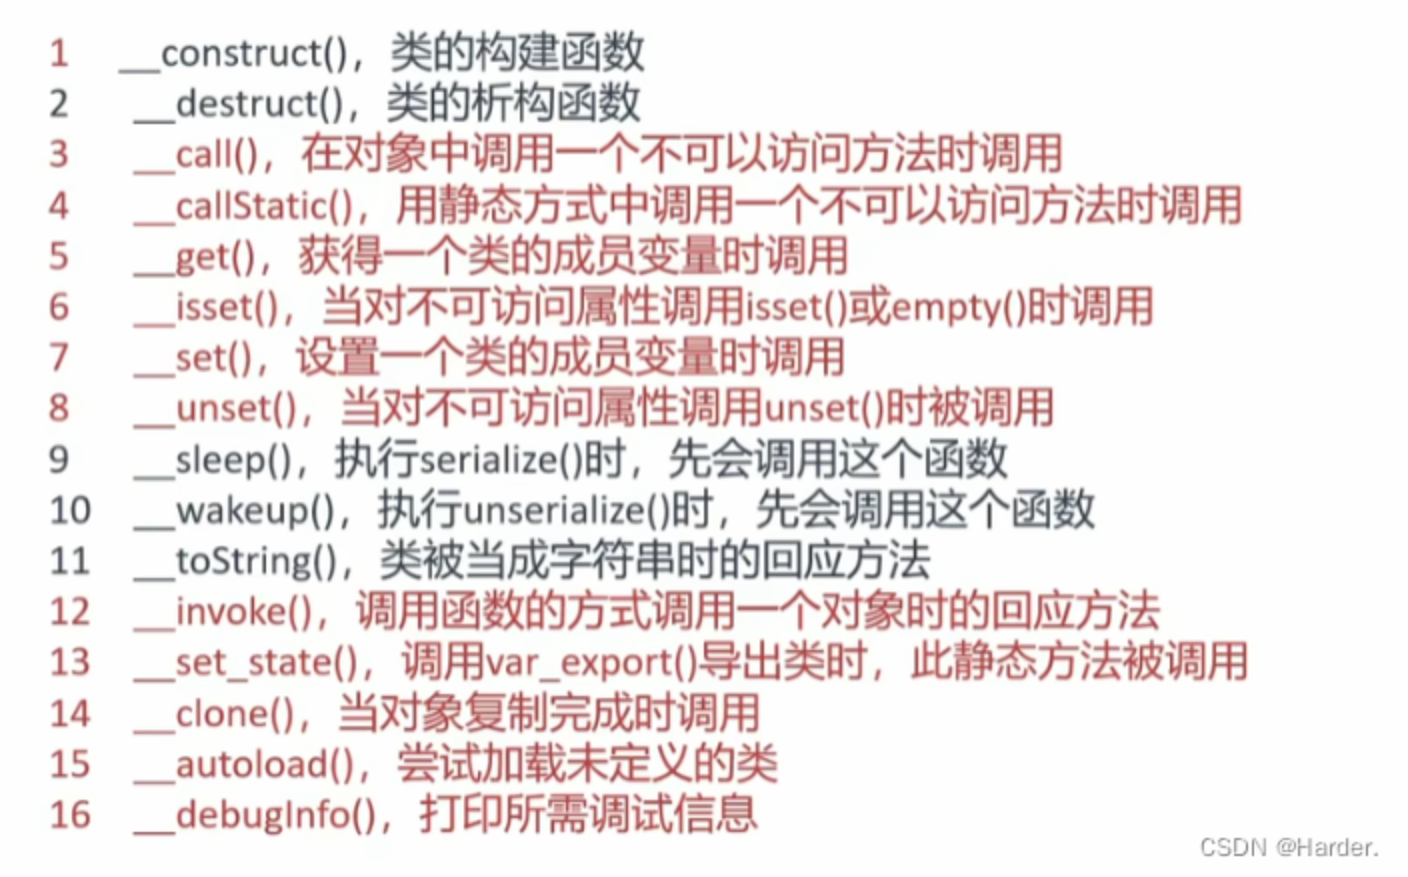 1 __construct()，类的构建函数
2 __destruct()，类的析构函数
3 __call()，在对象中调用一个不可以访问方法时调用
4 __callStatic()，用静态方式中调用一个不可以访问方法时调用
5 __get()，获得一个类的成员变量时调用
6 __isset()，当对不可访问属性调用isset()或empty()时调用
7 __set()，设置一个类的成员变量时调用
8 __unset()，当对不可访问属性调用unset()时被调用
9 __sleep()，执行serialize()时，先会调用这个函数
10 __wakeup()，执行unserialize()时，先会调用这个函数
11 __toString()，类被当成字符串时的回应方法
12 __invoke()，调用函数的方式调用一个对象时的回应方法
13 __set_state()，调用var_export()导出类时，此静态方法被调用
14 __clone()，当对象复制完成时调用
15 __autoload()，尝试加载未定义的类
16 __debugInfo()，打印所需调试信息
CSDN @Harder.